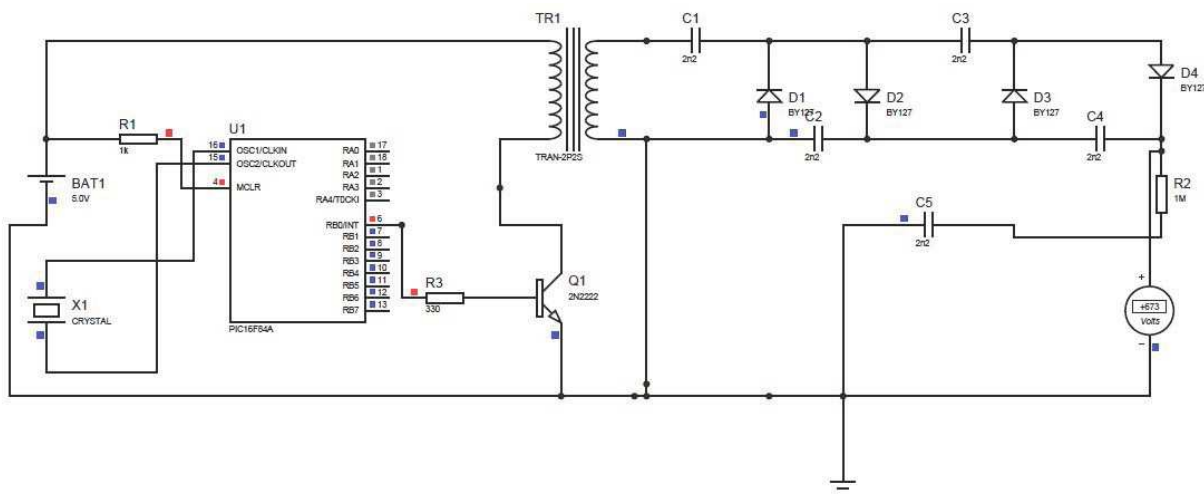 TR1
C1
2n2
C3
2n2
D1
BY127
D2
BY127
D3
BY127
D4
BY127
C2
2n2
C4
2n2
TRAN-2P2S
R1
1k
U1
16
OSC1/CLKIN
15
OSC2/CLKOUT
4
MCLR
RA0
17
RA1
18
RA2
1
RA3
2
RA4/T0CKI
3
RB0/INT
6
RB1
7
RB2
8
RB3
9
RB4
10
RB5
11
RB6
12
RB7
13
PIC16F84A
BAT1
5.0V
X1
CRYSTAL
R3
330
Q1
2N2222
C5
2n2
R2
1M
+
+673
Volts
−